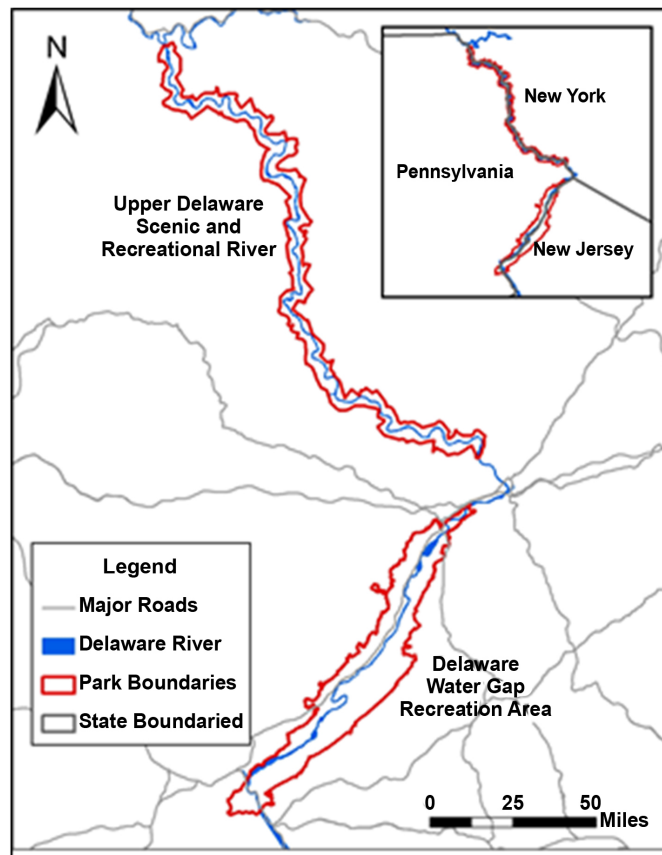 N
New York
Pennsylvania
New Jersey
Upper Delaware
Scenic and
Recreational River
Legend
Major Roads
Delaware River
Park Boundaries
State Boundaried
Delaware
Water Gap
Recreation Area
0 25 50
Miles